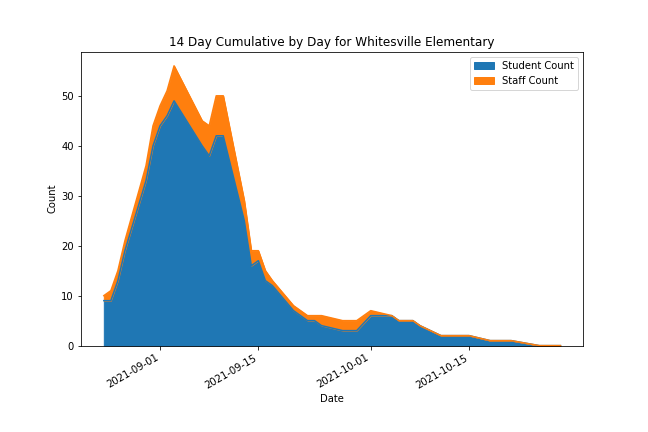 14 Day Cumulative by Day for Whitesville Elementary
Student Count
Staff Count
Count
50
40
30
20
10
0
2021-09-01
2021-09-15
2021-10-01
2021-10-15
Date